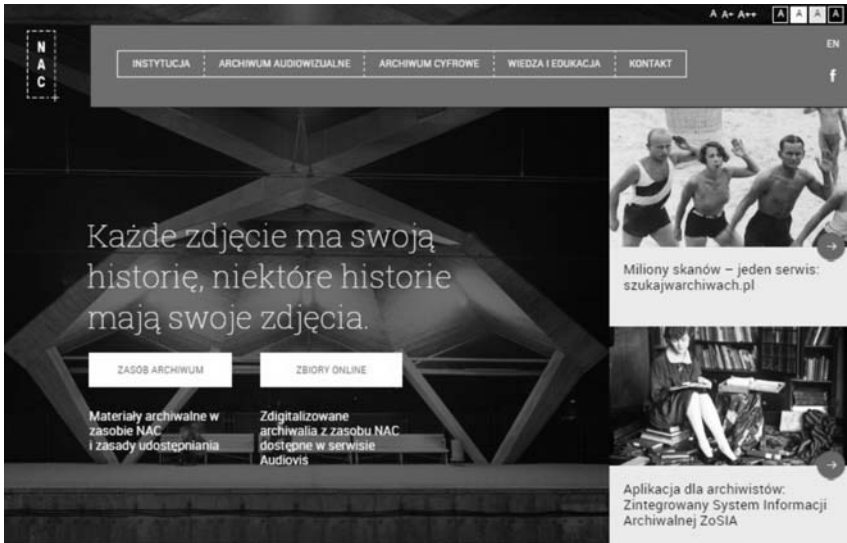 A A+ A++ A A A A
N
A
C
EN
INSTYTUCJA ARCHIWUM AUDIOWIZUALNE ARCHIWUM CYFROWE WIEDZA I EDUKACJA KONTAKT
f
Każde zdjęcie ma swoją
historię, niektóre historie
mają swoje zdjęcia.
ZASÓB ARCHIWUM
Materiały archiwalne w
zasobie NAC
i zasady udostępniania
ZBIORY ONLINE
Zdigitalizowane
archiwalia z zasobu NAC
dostępne w serwisie
Audiovis
Miliony skanów – jeden serwis:
szukajwarchiwach.pl
Aplikacja dla archiwistów:
Zintegrowany System Informacji
Archiwalnej ZoSIA